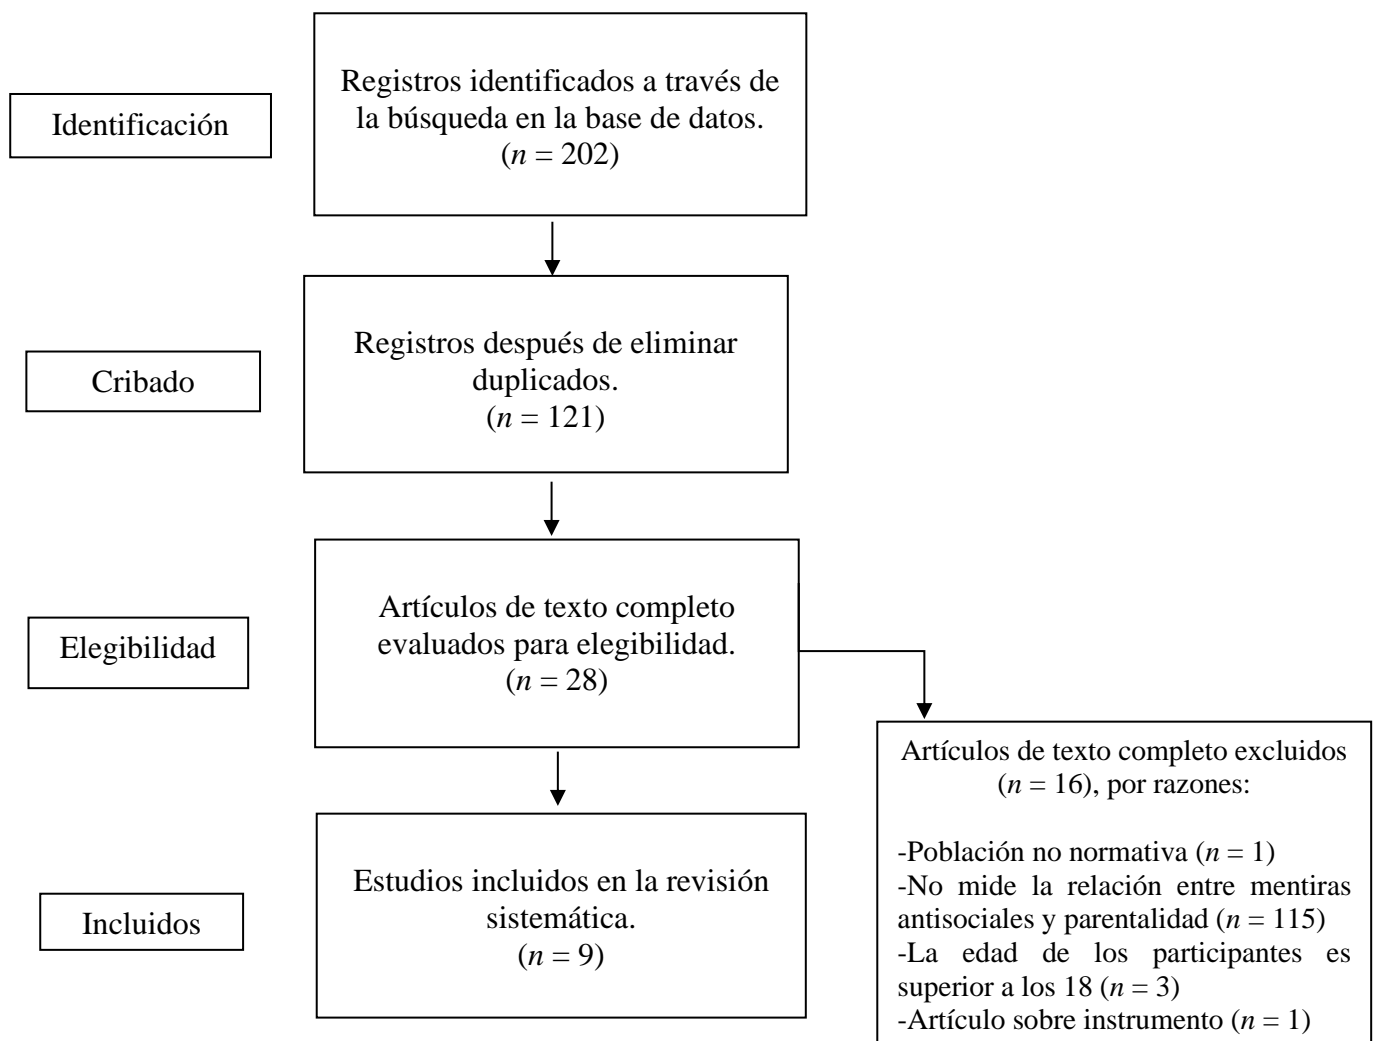 Identificación
Registros identificados a través de
la búsqueda en la base de datos.
(n = 202)
Cribado
Registros después de eliminar
duplicados.
(n = 121)
Elegibilidad
Artículos de texto completo
evaluados para elegibilidad.
(n = 28)
Artículos de texto completo excluidos
(n = 16), por razones:
-Población no normativa (n = 1)
-No mide la relación entre mentiras
antisociales y parentalidad (n = 115)
-La edad de los participantes es
superior a los 18 (n = 3)
-Artículo sobre instrumento (n = 1)
Incluidos
Estudios incluidos en la revisión
sistemática.
(n = 9)